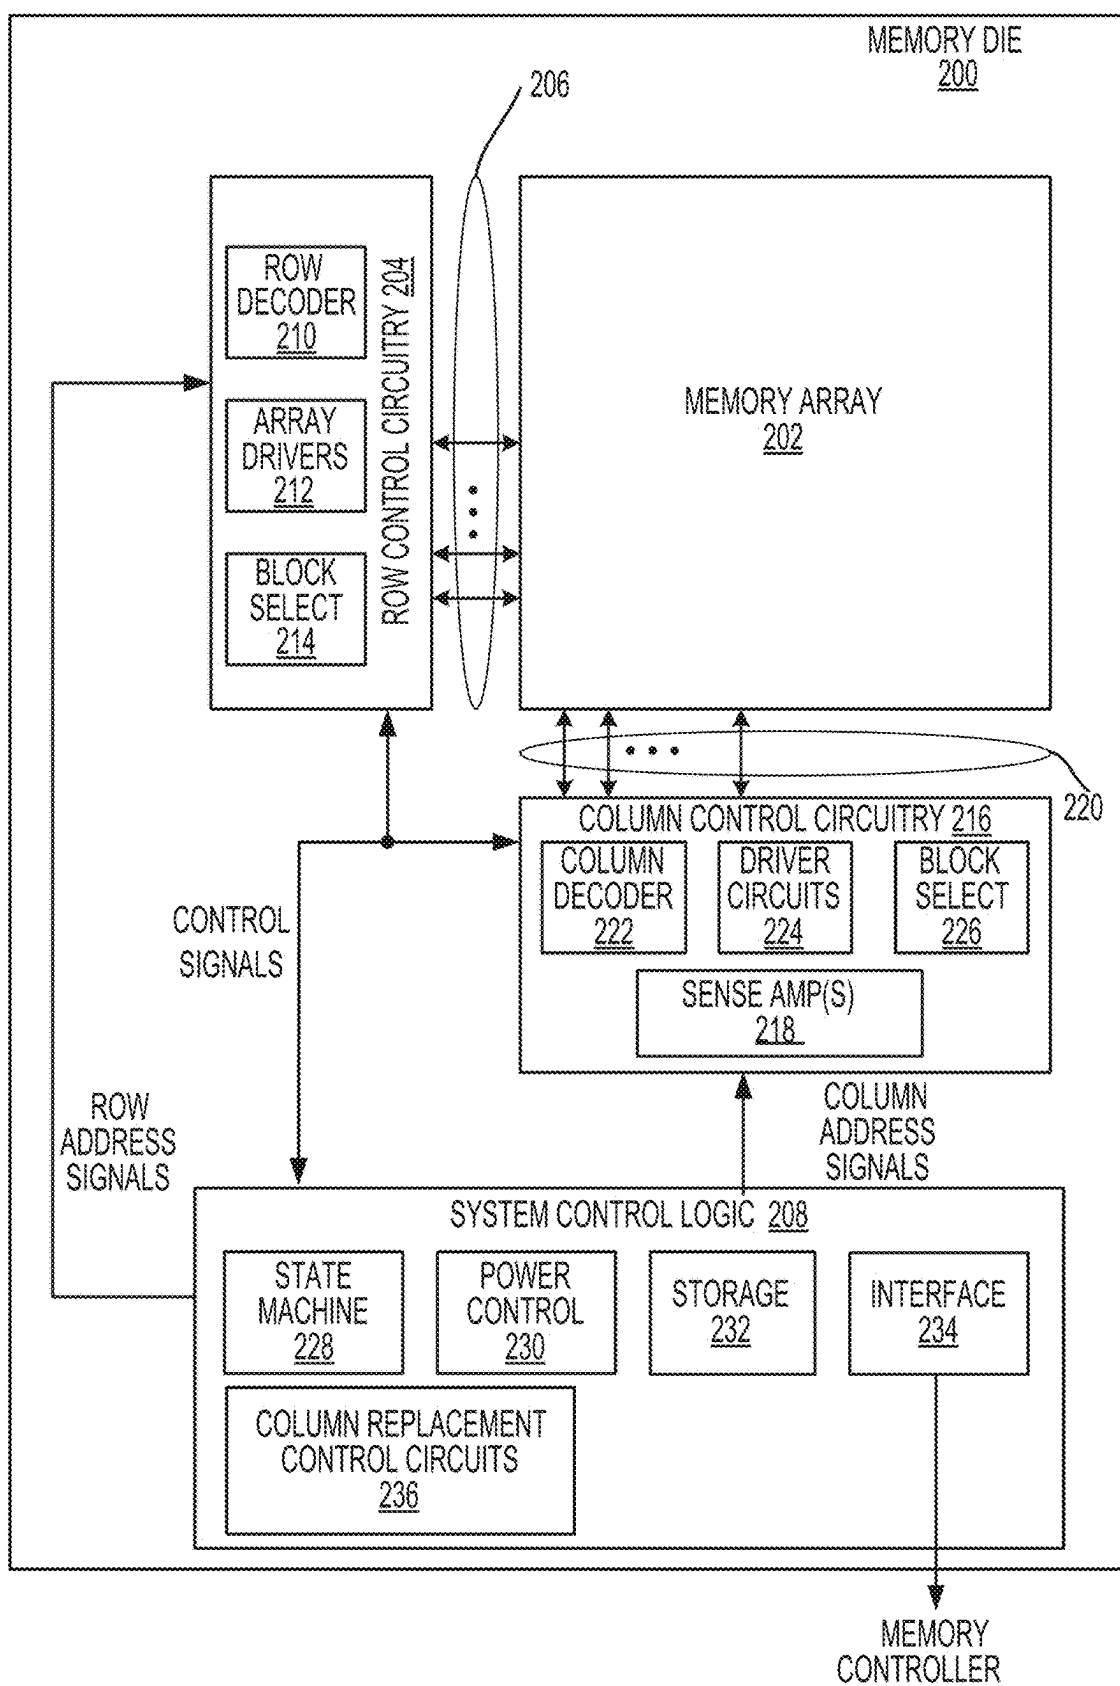 MEMORY DIE
200
206
ROW
DECODER
210
ARRAY
DRIVERS
212
BLOCK
SELECT
214
ROW CONTROL CIRCUITRY 204
MEMORY ARRAY
202
220
COLUMN CONTROL CIRCUITRY 216
COLUMN
DECODER
222
DRIVER
CIRCUITS
224
BLOCK
SELECT
226
SENSE AMP(S)
218
CONTROL
SIGNALS
ROW
ADDRESS
SIGNALS
COLUMN
ADDRESS
SIGNALS
SYSTEM CONTROL LOGIC 208
STATE
MACHINE
228
POWER
CONTROL
230
STORAGE
232
INTERFACE
234
COLUMN REPLACEMENT
CONTROL CIRCUITS
236
MEMORY
CONTROLLER